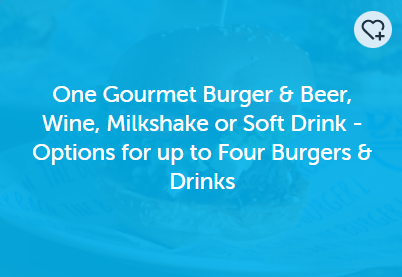 One Gourmet Burger & Beer,
Wine, Milkshake or Soft Drink -
Options for up to Four Burgers &
Drinks